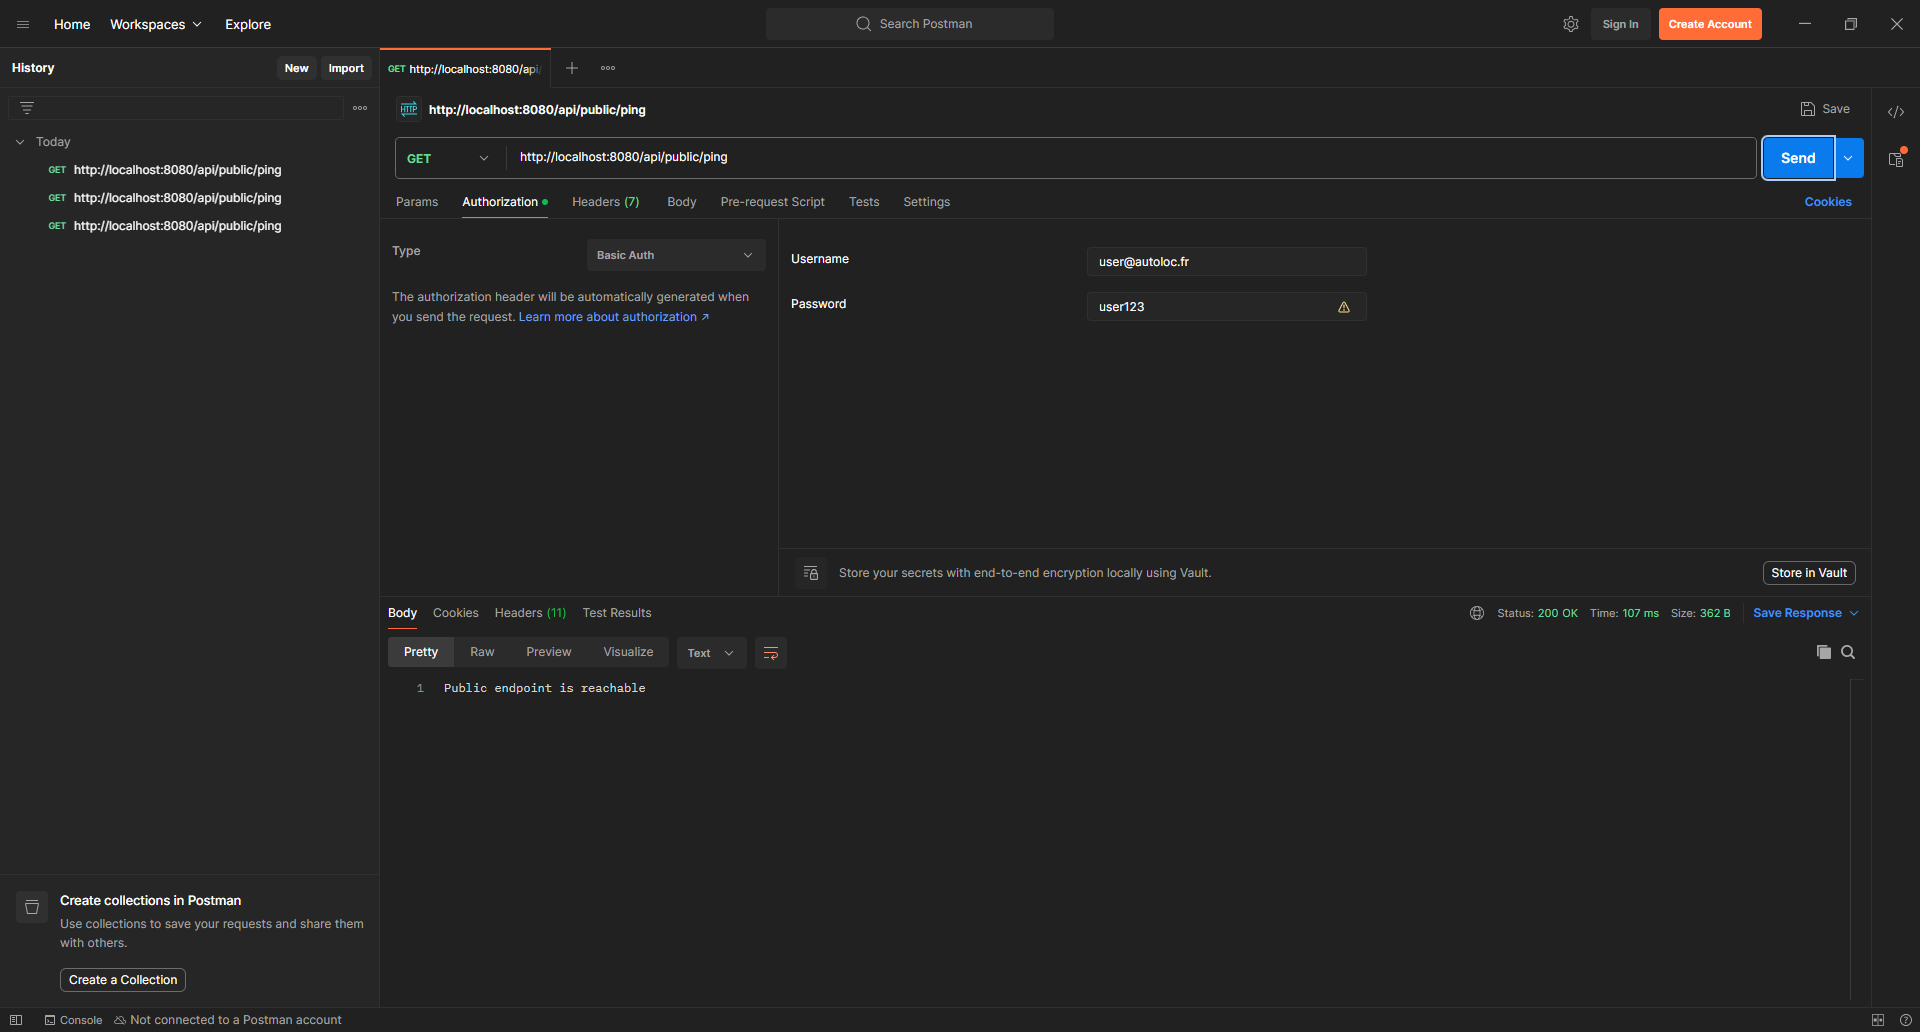 Home Workspaces Explore
Search Postman
Sign In Create Account
History New Import
GET http://localhost:8080/api/
HTTP http://localhost:8080/api/public/ping
Save
Today
GET http://localhost:8080/api/public/ping
GET http://localhost:8080/api/public/ping
GET http://localhost:8080/api/public/ping
GET http://localhost:8080/api/public/ping
Send
Params Authorization Headers (7) Body Pre-request Script Tests Settings
Cookies
Type Basic Auth
The authorization header will be automatically generated when
you send the request. Learn more about authorization ↗
Username user@autoloc.fr
Password user123
Store your secrets with end-to-end encryption locally using Vault.
Store in Vault
Body Cookies Headers (11) Test Results
Status: 200 OK Time: 107 ms Size: 362 B Save Response
Pretty Raw Preview Visualize Text
1 Public endpoint is reachable
Create collections in Postman
Use collections to save your requests and share them
with others.
Create a Collection
Console Not connected to a Postman account